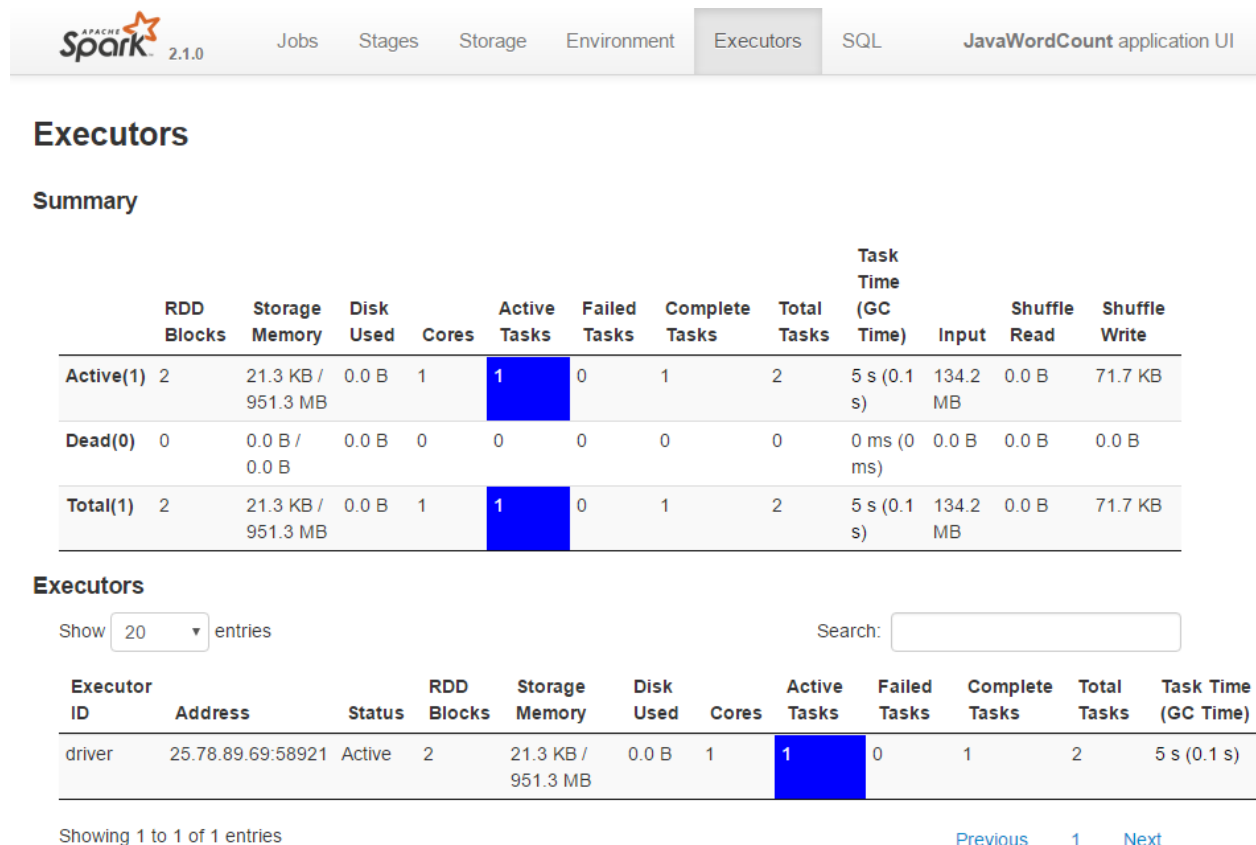 APACHE Spark 2.1.0 Jobs Stages Storage Environment Executors SQL JavaWordCount application UI
Executors
Summary
Task
Time
RDD Storage Disk Active Failed Complete Total (GC Shuffle Shuffle
Blocks Memory Used Cores Tasks Tasks Tasks Tasks Time) Input Read Write
Active(1) 2 21.3 KB / 0.0 B 1 1 0 1 2 5 s (0.1 134.2 0.0 B 71.7 KB
951.3 MB s) MB
Dead(0) 0 0.0 B / 0.0 B 0 0 0 0 0 0 ms (0 0.0 B 0.0 B 0.0 B
0.0 B ms)
Total(1) 2 21.3 KB / 0.0 B 1 1 0 1 2 5 s (0.1 134.2 0.0 B 71.7 KB
951.3 MB s) MB
Executors
Show 20 entries Search:
Executor RDD Storage Disk Active Failed Complete Total Task Time
ID Address Status Blocks Memory Used Cores Tasks Tasks Tasks Tasks (GC Time)
driver 25.78.89.69:58921 Active 2 21.3 KB / 0.0 B 1 1 0 1 2 5 s (0.1 s)
951.3 MB
Showing 1 to 1 of 1 entries Previous 1 Next